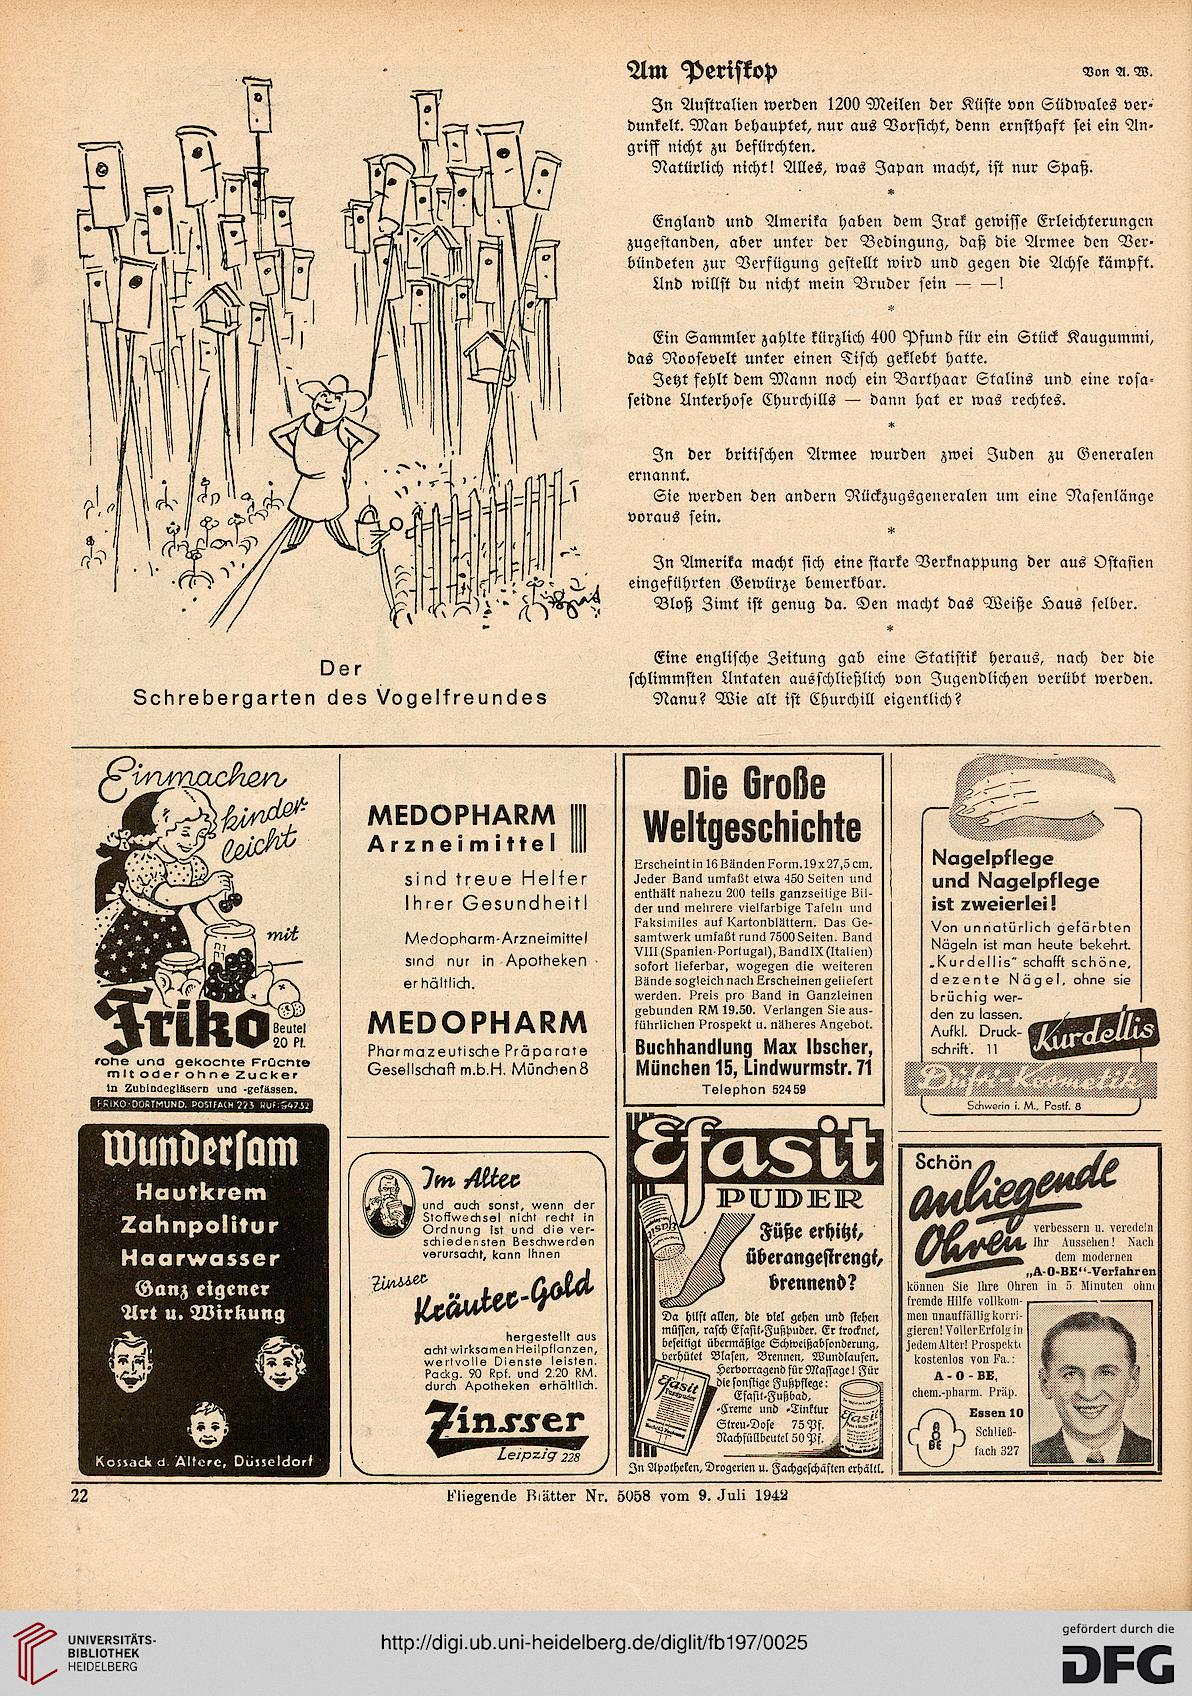 Am Periskop
Von A. W.
In Australien werden 1200 Meilen der Küste von Südwales ver-
dunkelt. Man behauptet, nur aus Vorsicht, denn ernsthaft sei ein An-
griff nicht zu befürchten.
Natürlich nicht! Alles, was Japan macht, ist nur Spaß.
*
England und Amerika haben dem Irak gewisse Erleichterungen
zugestanden, aber unter der Bedingung, daß die Armee den Ver-
bündeten zur Verfügung gestellt wird und gegen die Achse kämpft.
Und willst du nicht mein Bruder sein — —!
*
Ein Sammler zahlte kürzlich 400 Pfund für ein Stück Kaugummi,
das Roosevelt unter einen Tisch geklebt hatte.
Jetzt fehlt dem Mann noch ein Barthaar Stalins und eine rosa-
seidne Unterhose Churchills — dann hat er was rechtes.
*
In der britischen Armee wurden zwei Juden zu Generalen
ernannt.
Sie werden den andern Rückzugsgeneralen um eine Nasenlänge
voraus sein.
*
In Amerika macht sich eine starke Verknappung der aus Ostasien
eingeführten Gewürze bemerkbar.
Bloß Zimt ist genug da. Den macht das Weiße Haus selber.
*
Eine englische Zeitung gab eine Statistik heraus, nach der die
schlimmsten Untaten ausschließlich von Jugendlichen verübt werden.
Nanu? Wie alt ist Churchill eigentlich?
Der
Schrebergarten des Vogelfreundes
Einmachen
kinder-
leicht
mit
Friko
Beutel
20 Pf.
rohe und gekochte Früchte
mit oder ohne Zucker
in Zubindegläsern und -gefässen.
FRIKO-DORTMUND. POSTFACH 223 RUF: 54732
Wundersam
Hautkrem
Zahnpolitur
Haarwasser
Ganz eigener
Art u. Wirkung
Kossack d. Ältere, Düsseldorf
MEDOPHARM
Arzneimittel
sind treue Helfer
Ihrer Gesundheit!
Medopharm-Arzneimittel
sind nur in Apotheken
erhältlich.
MEDOPHARM
Pharmazeutische Präparate
Gesellschaft m.b.H. München 8
Im Alter
und auch sonst, wenn der
Stoffwechsel nicht recht in
Ordnung ist und die ver-
schiedensten Beschwerden
verursacht, kann Ihnen
Zinsser
Kräuter-Gold
hergestellt aus
acht wirksamen Heilpflanzen,
wertvolle Dienste leisten.
Packg. 90 Rpf. und 2.20 RM.
durch Apotheken erhältlich.
Zinsser
Leipzig 228
Die Große
Weltgeschichte
Erscheint in 16 Bänden Form. 19 x 27,5 cm.
Jeder Band umfaßt etwa 450 Seiten und
enthält nahezu 200 teils ganzseitige Bil-
der und mehrere vielfarbige Tafeln und
Faksimiles auf Kartonblättern. Das Ge-
samtwerk umfaßt rund 7500 Seiten. Band
VIII (Spanien-Portugal), Band IX (Italien)
sofort lieferbar, wogegen die weiteren
Bände sogleich nach Erscheinen geliefert
werden. Preis pro Band in Ganzleinen
gebunden RM 19.50. Verlangen Sie aus-
führlichen Prospekt u. näheres Angebot.
Buchhandlung Max Ibscher,
München 15, Lindwurmstr. 71
Telephon 52459
Efasit
PUDER
Füße erhitzt,
überangestrengt,
brennend?
Da hilft allen, die viel gehen und stehen
müssen, rasch Efasit-Fußpuder. Er trocknet,
beseitigt übermäßige Schweißabsonderung,
verhütet Blasen, Brennen, Wundlaufen.
Hervorragend für Massage! Für
die sonstige Fußpflege:
Efasit-Fußbad,
-Creme und -Tinktur
Streu-Dose 75 Pf.
Nachfüllbeutel 50 Pf.
Efasit
Efasit
In Apotheken, Drogerien u. Fachgeschäften erhältl.
Nagelpflege
und Nagelpflege
ist zweierlei!
Von unnatürlich gefärbten
Nägeln ist man heute bekehrt.
„Kurdellis" schafft schöne,
dezente Nägel, ohne sie
brüchig wer-
den zu lassen.
Aufkl. Druck-
schrift. 11
Kurdellis
Dufri-Kosmetik
Schwerin i. M., Postf. 8
Schön
anliegende
Ohren
verbessern u. veredeln
Ihr Aussehen! Nach
dem modernen
„A-O-BE“-Verfahren
können Sie Ihre Ohren in 5 Minuten ohne
fremde Hilfe vollkom-
men unauffällig korri-
gieren! Voller Erfolg in
jedem Alter! Prospekte
kostenlos von Fa.:
A - O - BE,
chem.-pharm. Präp.
Essen 10
Schließ-
fach 327
A
O
BE
22
Fliegende Blätter Nr. 5058 vom 9. Juli 1942
UNIVERSITÄTS-
BIBLIOTHEK
HEIDELBERG
http://digi.ub.uni-heidelberg.de/diglit/fb197/0025
gefördert durch die
DFG